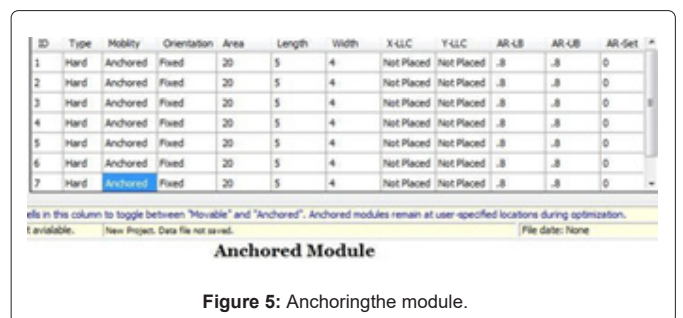 ID Type Moblity Orientation Area Length Width X-LLC Y-LLC AR-LB AR-UB AR-Set
1 Hard Anchored Fixed 20 5 4 Not Placed Not Placed .8 .8 0
2 Hard Anchored Fixed 20 5 4 Not Placed Not Placed .8 .8 0
3 Hard Anchored Fixed 20 5 4 Not Placed Not Placed .8 .8 0
4 Hard Anchored Fixed 20 5 4 Not Placed Not Placed .8 .8 0
5 Hard Anchored Fixed 20 5 4 Not Placed Not Placed .8 .8 0
6 Hard Anchored Fixed 20 5 4 Not Placed Not Placed .8 .8 0
7 Hard Anchored Fixed 20 5 4 Not Placed Not Placed .8 .8 0
ells in this column to toggle between "Movable" and "Anchored". Anchored modules remain at user-specified locations during optimization.
t avialable. New Project. Data file not saved. File date: None
Anchored Module
Figure 5: Anchoringthe module.